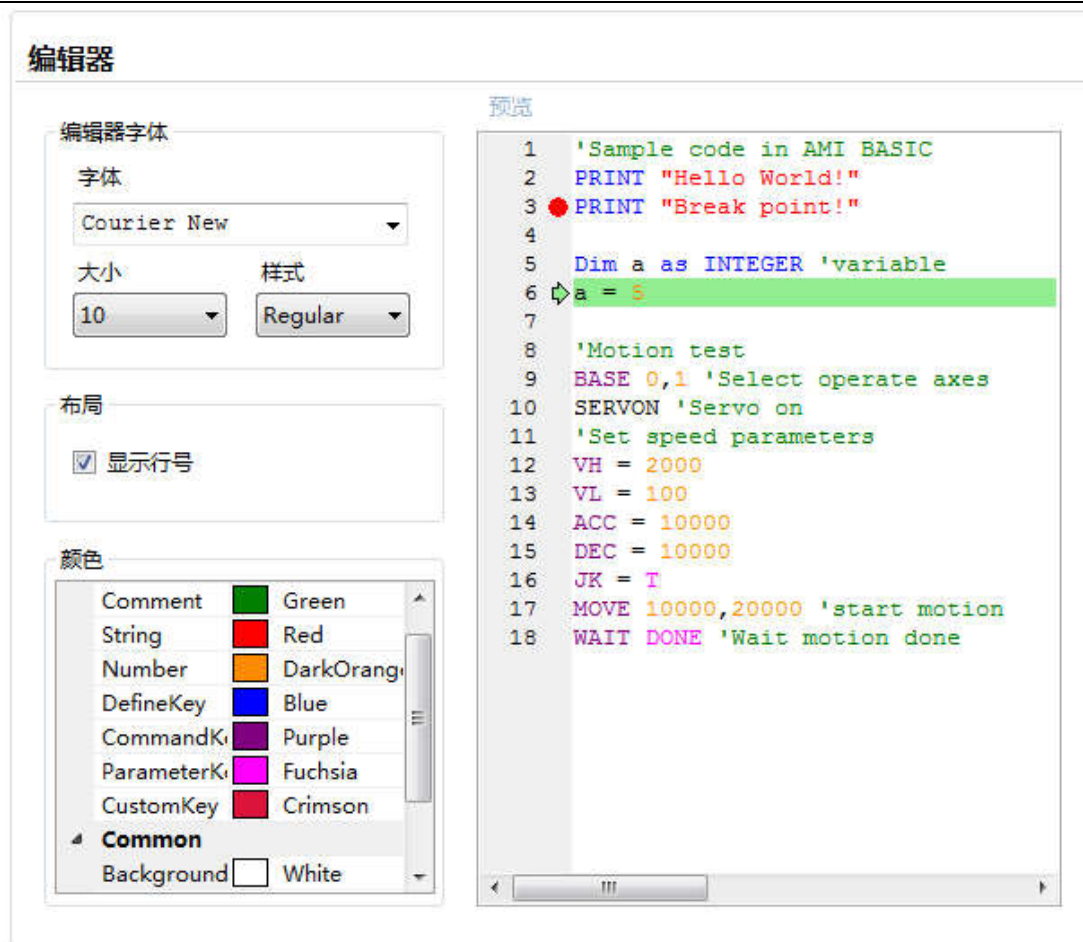 编辑器
编辑器字体
字体
Courier New
大小 样式
10 Regular
布局
显示行号
颜色
Comment Green
String Red
Number DarkOrang
DefineKey Blue
CommandK Purple
ParameterK Fuchsia
CustomKey Crimson
Common
Background White
预览
1 'Sample code in AMI BASIC
2 PRINT "Hello World!"
3 PRINT "Break point!"
4
5 Dim a as INTEGER 'variable
6 a = 5
7
8 'Motion test
9 BASE 0,1 'Select operate axes
10 SERVON 'Servo on
11 'Set speed parameters
12 VH = 2000
13 VL = 100
14 ACC = 10000
15 DEC = 10000
16 JK = T
17 MOVE 10000,20000 'start motion
18 WAIT DONE 'Wait motion done